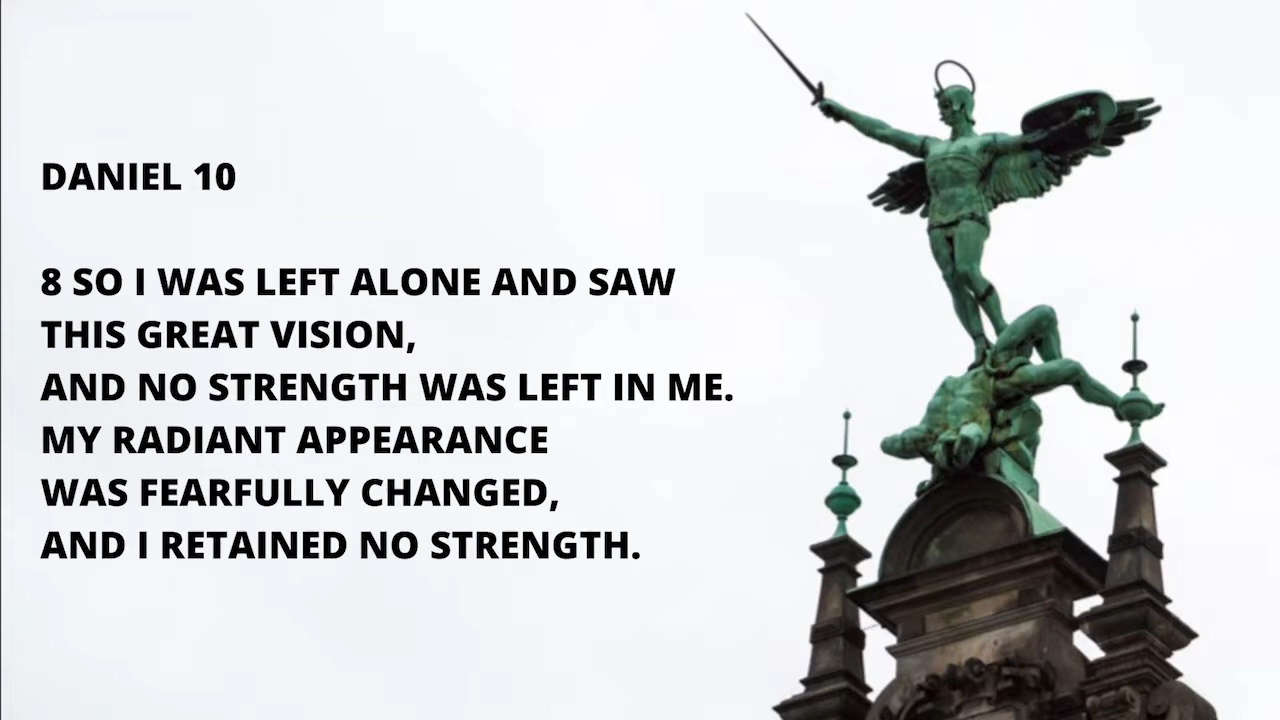 DANIEL 10
8 SO I WAS LEFT ALONE AND SAW
THIS GREAT VISION,
AND NO STRENGTH WAS LEFT IN ME.
MY RADIANT APPEARANCE
WAS FEARFULLY CHANGED,
AND I RETAINED NO STRENGTH.